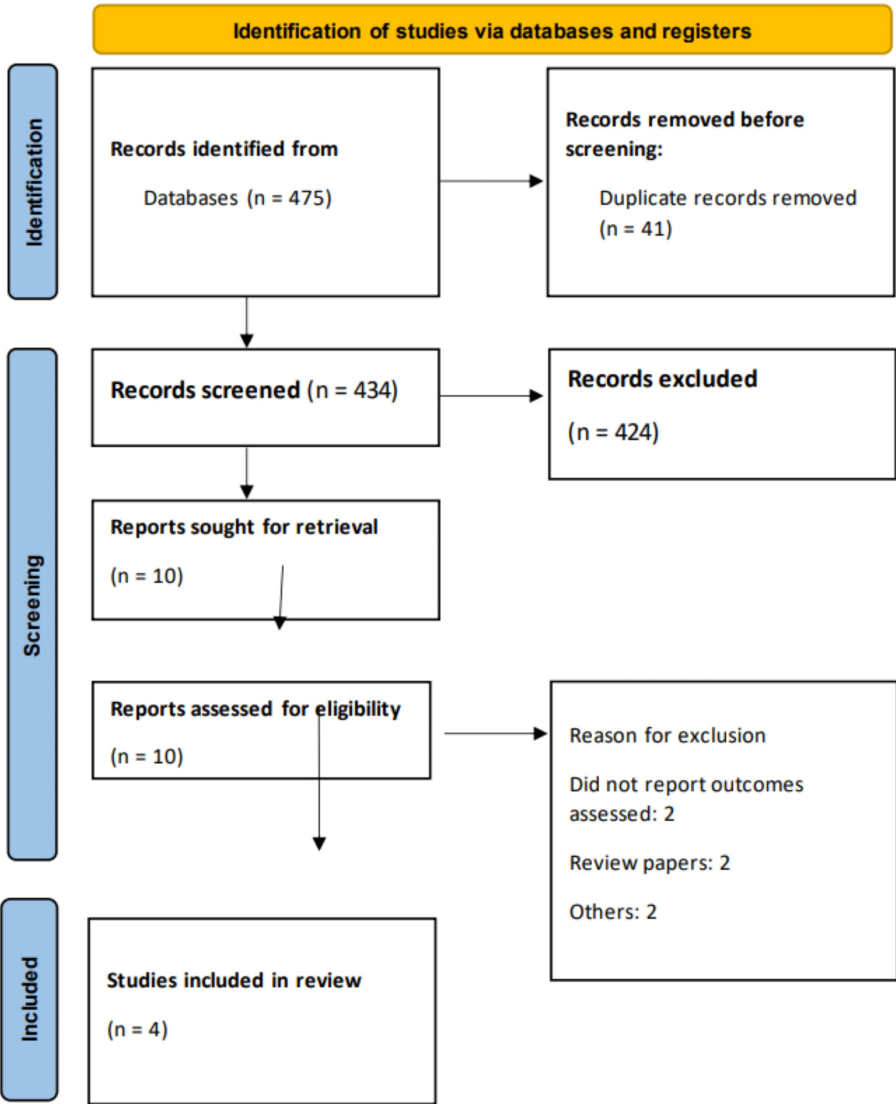 Identification of studies via databases and registers
Identification
Records identified from
Databases (n = 475)
Records removed before
screening:
Duplicate records removed
(n = 41)
Screening
Records screened (n = 434)
Records excluded
(n = 424)
Reports sought for retrieval
(n = 10)
Reports assessed for eligibility
(n = 10)
Reason for exclusion
Did not report outcomes
assessed: 2
Review papers: 2
Others: 2
Included
Studies included in review
(n = 4)